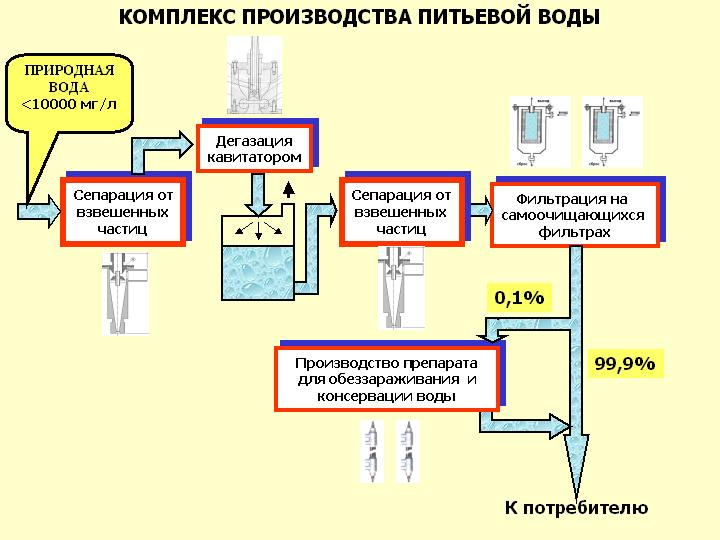 КОМПЛЕКС ПРОИЗВОДСТВА ПИТЬЕВОЙ ВОДЫ
ПРИРОДНАЯ
ВОДА
<10000 мг/л
Дегазация
кавитатором
Сепарация от
взвешенных
частиц
Сепарация от
взвешенных
частиц
Фильтрация на
самоочищающихся
фильтрах
0,1%
99,9%
Производство препарата
для обеззараживания и
консервации воды
К потребителю